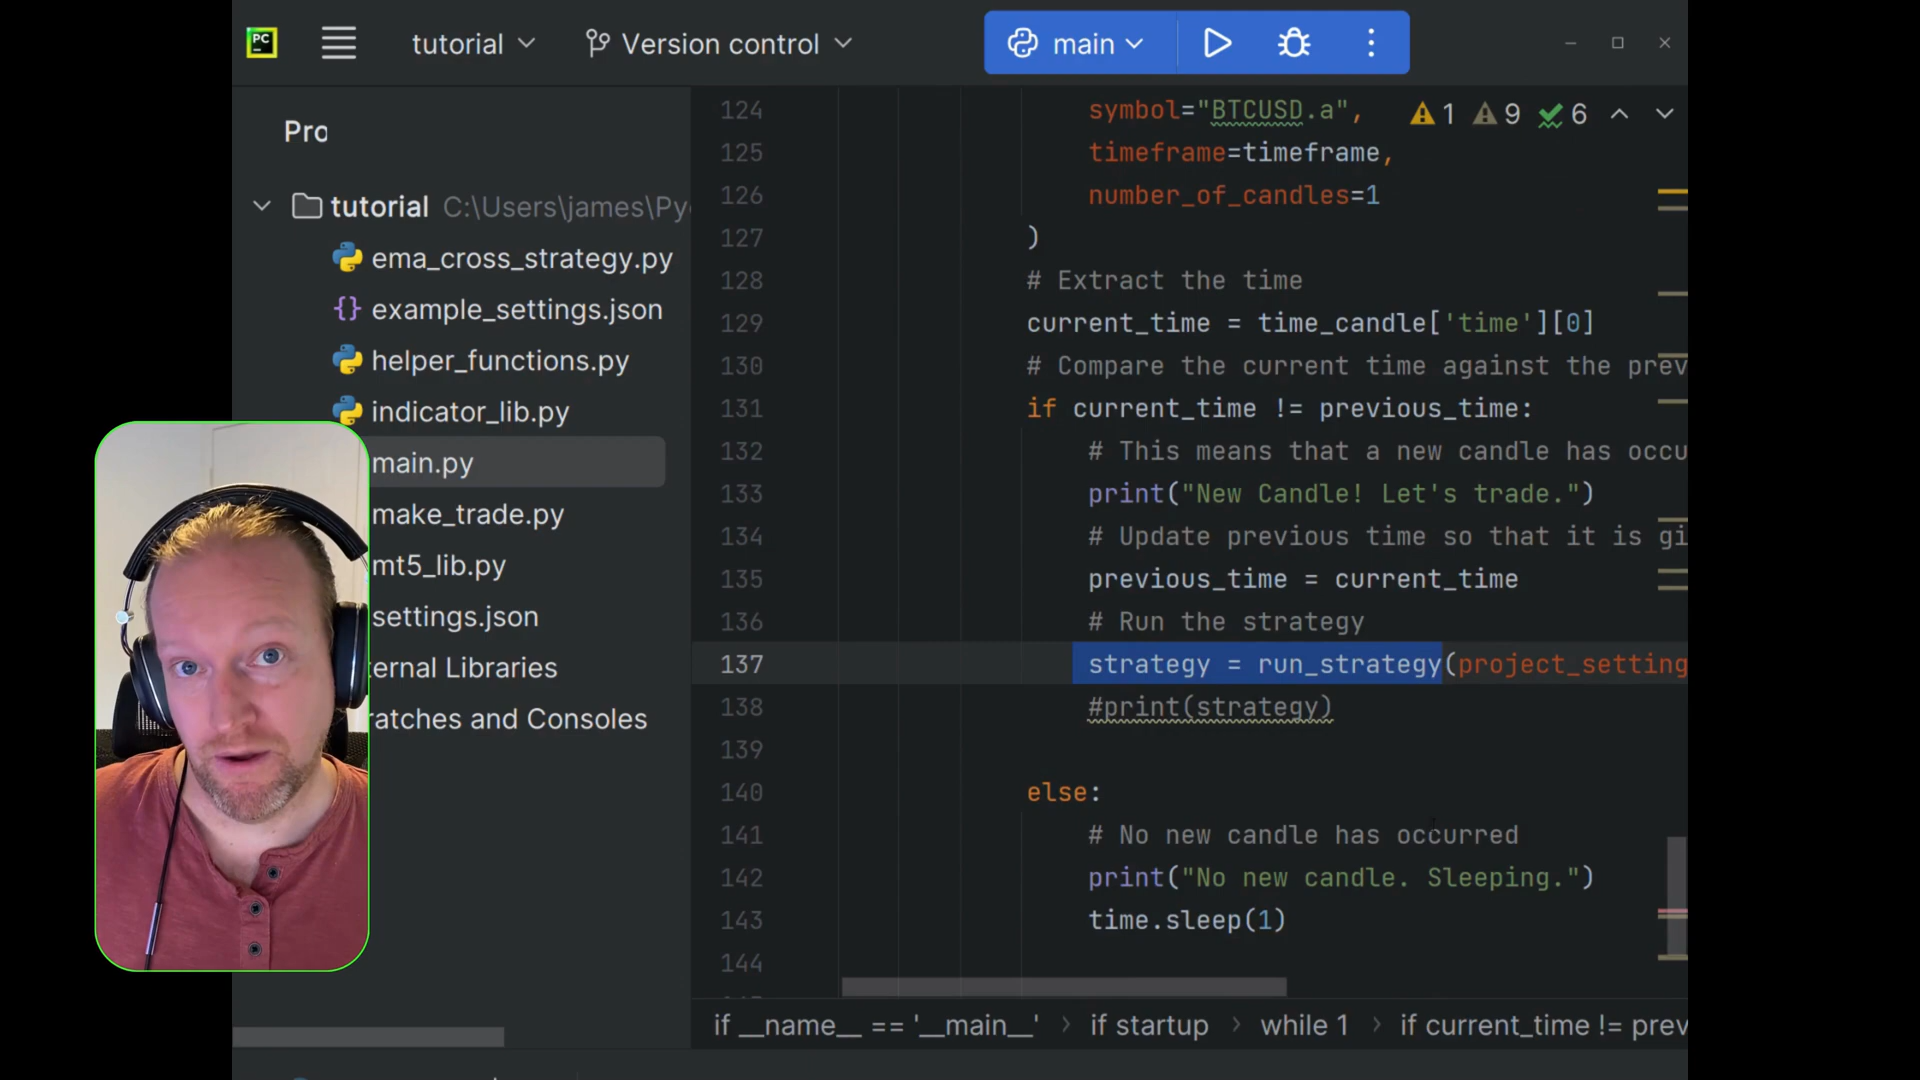 PC
tutorial
Version control
main
Pro
tutorial C:\Users\james\Py
ema_cross_strategy.py
{} example_settings.json
helper_functions.py
indicator_lib.py
main.py
make_trade.py
mt5_lib.py
settings.json
ernal Libraries
ratches and Consoles
1 9 6
124 symbol="BTCUSD.a",
125 timeframe=timeframe,
126 number_of_candles=1
127 )
128 # Extract the time
129 current_time = time_candle['time'][0]
130 # Compare the current time against the prev
131 if current_time != previous_time:
132 # This means that a new candle has occu
133 print("New Candle! Let's trade.")
134 # Update previous time so that it is gi
135 previous_time = current_time
136 # Run the strategy
137 strategy = run_strategy(project_setting
138 #print(strategy)
139
140 else:
141 # No new candle has occurred
142 print("No new candle. Sleeping.")
143 time.sleep(1)
144
if __name__ == '__main__' › if startup › while 1 › if current_time != prev